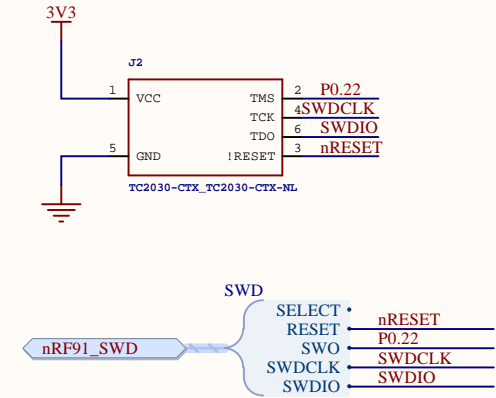 3V3
J2
1 VCC TMS 2 P0.22
TCK 4 SWDCLK
TDO 6 SWDIO
5 GND !RESET 3 nRESET
TC2030-CTX_TC2030-CTX-NL
SWD
SELECT
RESET nRESET
SWO P0.22
nRF91_SWD
SWDCLK SWDCLK
SWDIO SWDIO